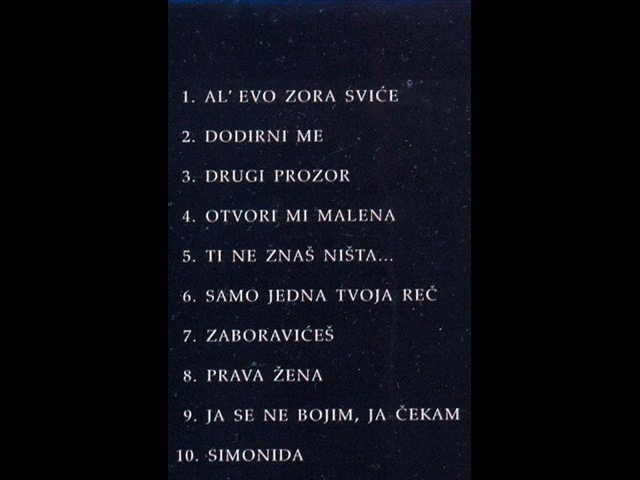 1. AL' EVO ZORA SVIĆE
2. DODIRNI ME
3. DRUGI PROZOR
4. OTVORI MI MALENA
5. TI NE ZNAŠ NIŠTA...
6. SAMO JEDNA TVOJA REČ
7. ZABORAVIĆEŠ
8. PRAVA ŽENA
9. JA SE NE BOJIM, JA ČEKAM
10. SIMONIDA